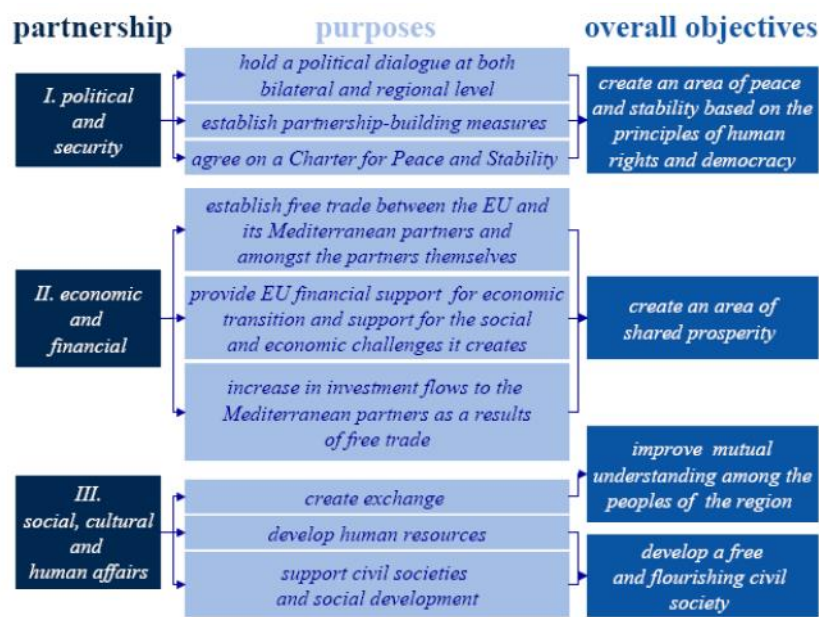 partnership
purposes
overall objectives
I. political
and
security
hold a political dialogue at both
bilateral and regional level
establish partnership-building measures
agree on a Charter for Peace and Stability
create an area of peace
and stability based on the
principles of human
rights and democracy
II. economic
and
financial
establish free trade between the EU and
its Mediterranean partners and
amongst the partners themselves
provide EU financial support for economic
transition and support for the social
and economic challenges it creates
increase in investment flows to the
Mediterranean partners as a results
of free trade
create an area of
shared prosperity
III.
social, cultural
and
human affairs
create exchange
develop human resources
support civil societies
and social development
improve mutual
understanding among the
peoples of the region
develop a free
and flourishing civil
society